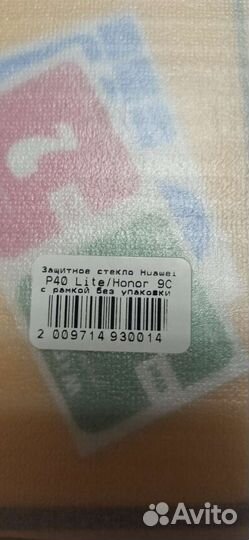 Защитное стекло Huawei
P40 Lite/Honor 9C
с рамкой без упаковки
2 009714 930014
Avito